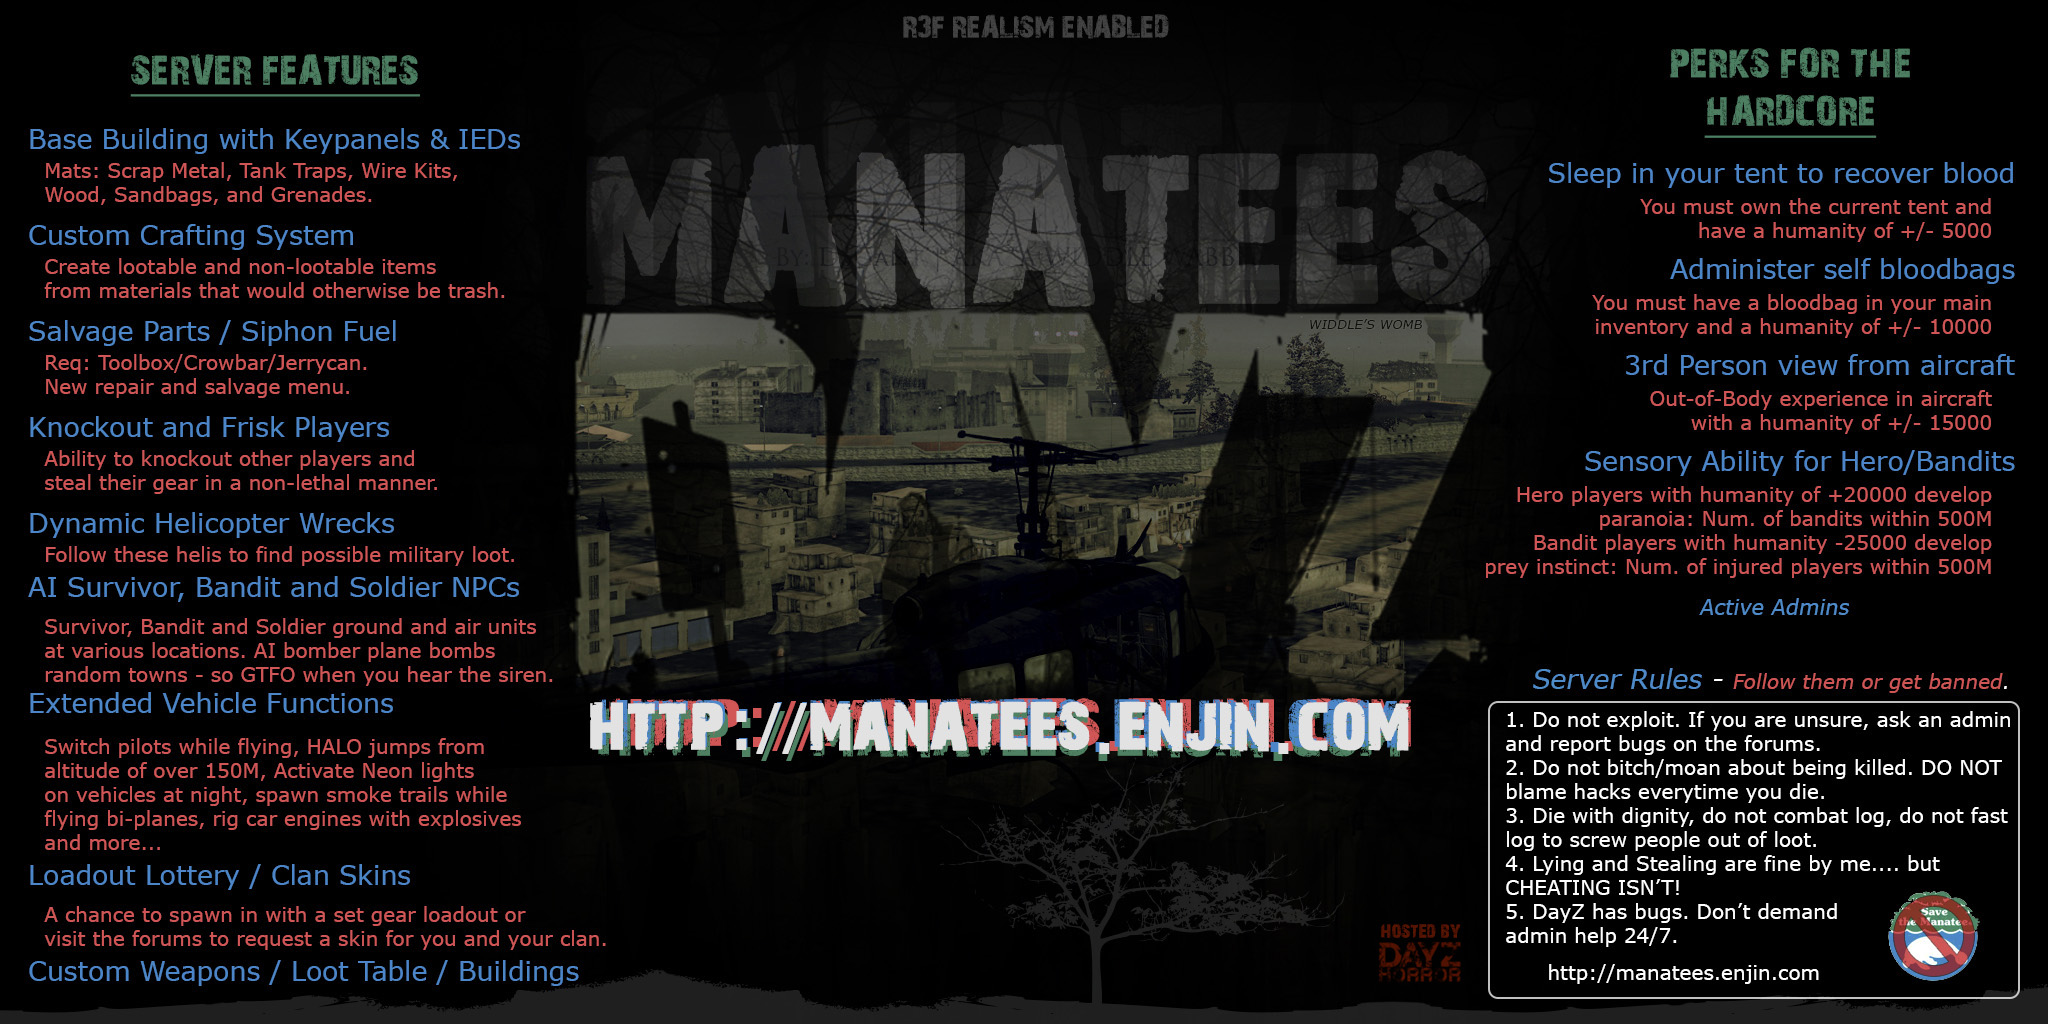 R3F REALISM ENABLED
SERVER FEATURES
Base Building with Keypanels & IEDs
Mats: Scrap Metal, Tank Traps, Wire Kits,
Wood, Sandbags, and Grenades.
Custom Crafting System
Create lootable and non-lootable items
from materials that would otherwise be trash.
Salvage Parts / Siphon Fuel
Req: Toolbox/Crowbar/Jerrycan.
New repair and salvage menu.
Knockout and Frisk Players
Ability to knockout other players and
steal their gear in a non-lethal manner.
Dynamic Helicopter Wrecks
Follow these helis to find possible military loot.
AI Survivor, Bandit and Soldier NPCs
Survivor, Bandit and Soldier ground and air units
at various locations. AI bomber plane bombs
random towns - so GTFO when you hear the siren.
Extended Vehicle Functions
Switch pilots while flying, HALO jumps from
altitude of over 150M, Activate Neon lights
on vehicles at night, spawn smoke trails while
flying bi-planes, rig car engines with explosives
and more...
Loadout Lottery / Clan Skins
A chance to spawn in with a set gear loadout or
visit the forums to request a skin for you and your clan.
Custom Weapons / Loot Table / Buildings
MANATEES
WIDDLE'S WOMB
DAYZ
HTTP://MANATEES.ENJIN.COM
HOSTED BY
DAYZ
HORROR
PERKS FOR THE
HARDCORE
Sleep in your tent to recover blood
You must own the current tent and
have a humanity of +/- 5000
Administer self bloodbags
You must have a bloodbag in your main
inventory and a humanity of +/- 10000
3rd Person view from aircraft
Out-of-Body experience in aircraft
with a humanity of +/- 15000
Sensory Ability for Hero/Bandits
Hero players with humanity of +20000 develop
paranoia: Num. of bandits within 500M
Bandit players with humanity -25000 develop
prey instinct: Num. of injured players within 500M
Active Admins
Server Rules - Follow them or get banned.
1. Do not exploit. If you are unsure, ask an admin
and report bugs on the forums.
2. Do not bitch/moan about being killed. DO NOT
blame hacks everytime you die.
3. Die with dignity, do not combat log, do not fast
log to screw people out of loot.
4. Lying and Stealing are fine by me.... but
CHEATING ISN'T!
5. DayZ has bugs. Don't demand
admin help 24/7.
http://manatees.enjin.com
Save
the Manatee